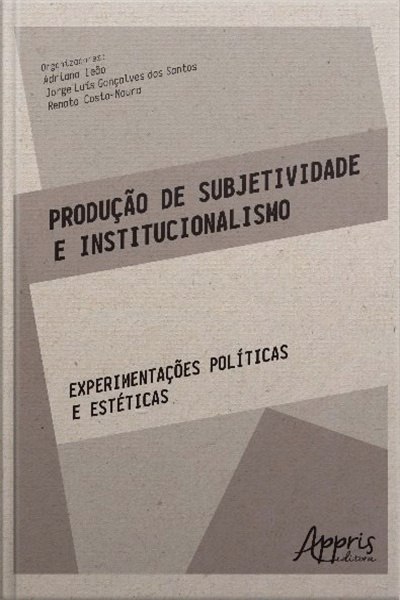 Organizadores:
Adriana Leão
Jorge Luís Gonçalves dos Santos
Renata Costa-Moura
PRODUÇÃO DE SUBJETIVIDADE
E INSTITUCIONALISMO
EXPERIMENTAÇÕES POLÍTICAS
E ESTÉTICAS
Appris
editora